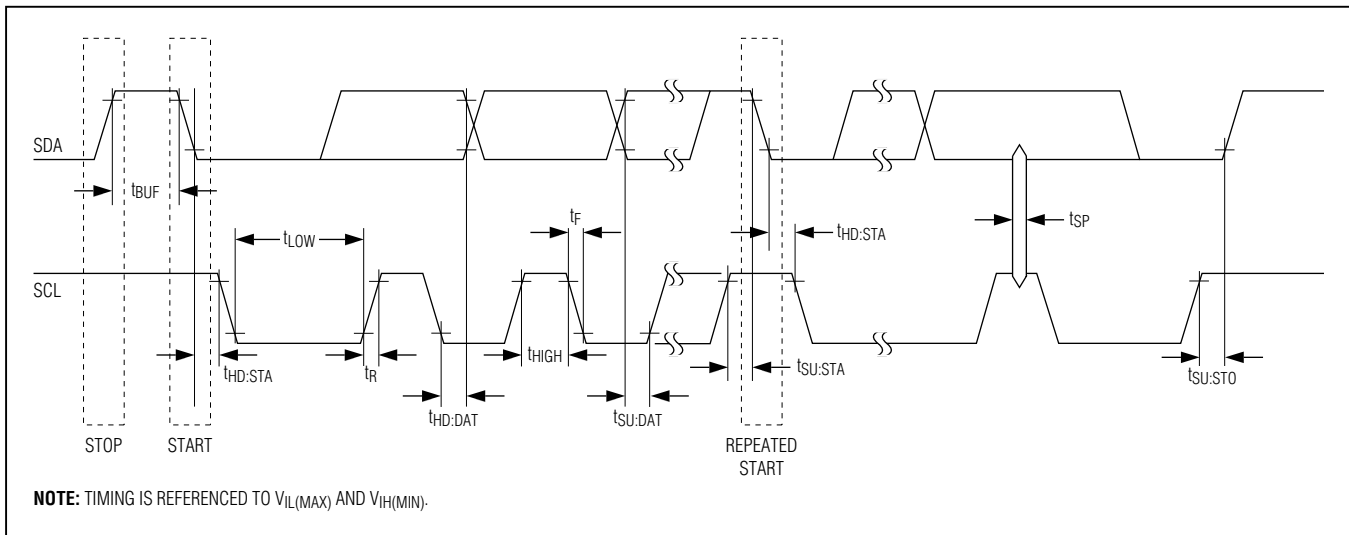 SDA
tBUF
tLOW
tF
tHD:STA
tSP
SCL
tHD:STA
tR
tHIGH
tSU:STA
tHD:DAT
tSU:DAT
tSU:STO
STOP
START
REPEATED
START
NOTE: TIMING IS REFERENCED TO VIL(MAX) AND VIH(MIN).